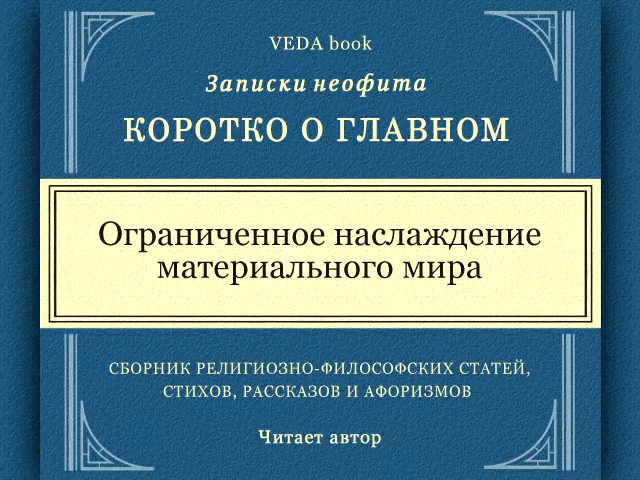 VEDA book
Записки неофита
КОРОТКО О ГЛАВНОМ
Ограниченное наслаждение
материального мира
СБОРНИК РЕЛИГИОЗНО-ФИЛОСОФСКИХ СТАТЕЙ,
СТИХОВ, РАССКАЗОВ И АФОРИЗМОВ
Читает автор